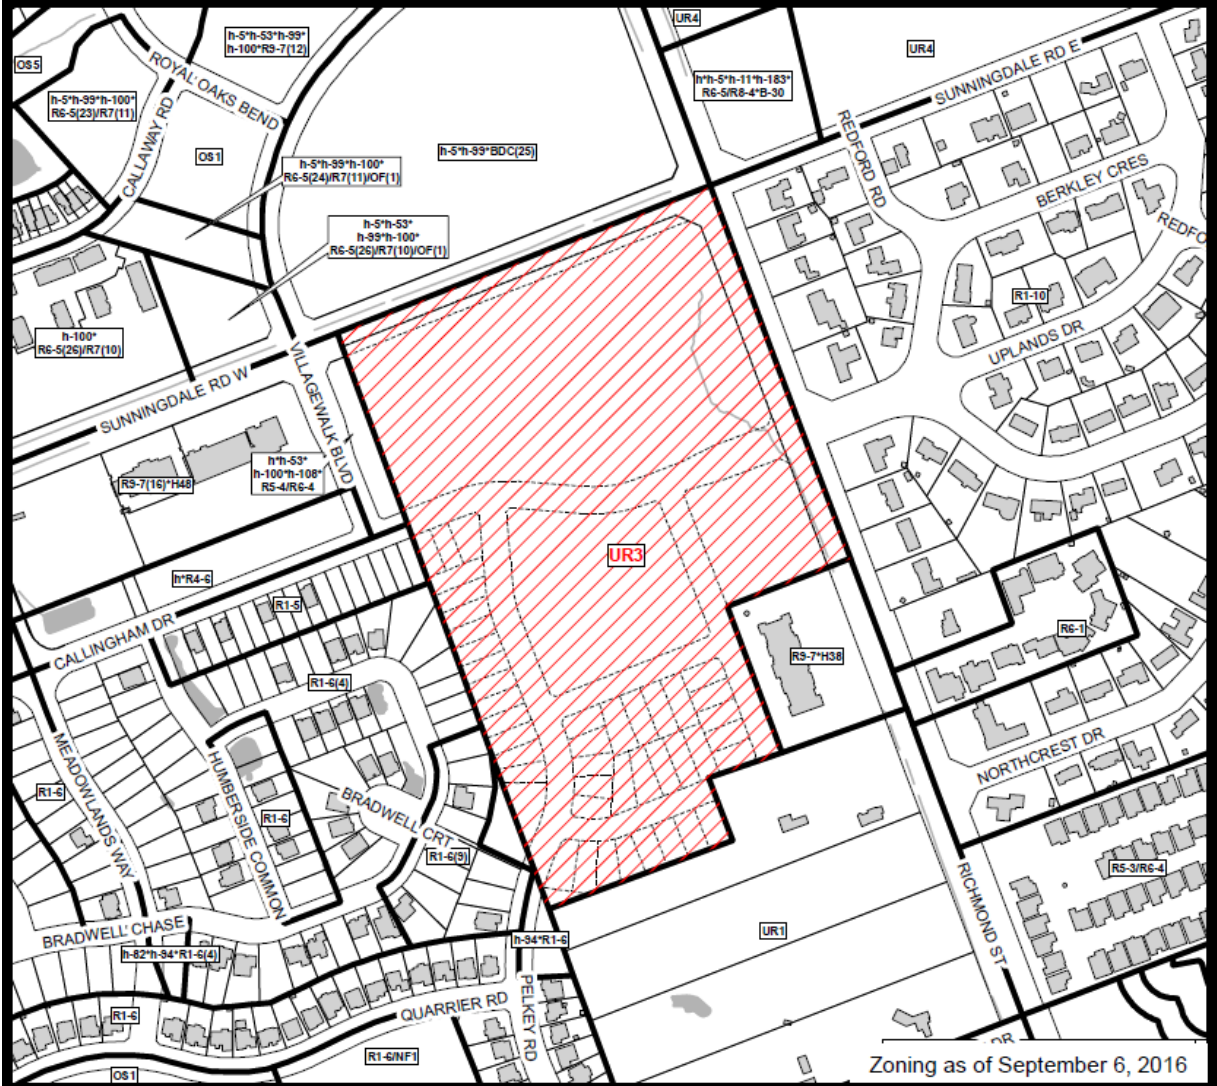 UR4
h-5*h-53*h-99*
h-100*R9-7(12)
OS5
ROYAL OAKS BEND
UR4
SUNNINGDALE RD E
h*h-5*h-11*h-183*
R6-5/R8-4*B-30
h-5*h-99*h-100*
R6-5(23)/R7(11)
CALLAWAY RD
OS1
h-5*h-99*BDC(25)
REDFORD RD
h-5*h-99*h-100*
R6-5(24)/R7(11)/OF(1)
BERKLEY CRES
h-5*h-53*
h-99*h-100*
R6-5(26)/R7(10)/OF(1)
REDFO
R1-10
h-100*
R6-5(26)/R7(10)
UPLANDS DR
VILLAGEWALK BLVD
SUNNINGDALE RD W
h*h-53*
h-100*h-108*
R5-4/R6-4
R9-7(16)*H48
UR3
h*R4-6
R1-5
CALLINGHAM DR
R6-1
R9-7*H38
R1-6(4)
MEADOWLANDS WAY
HUMBERSIDE COMMON
NORTHCREST DR
R1-6
BRADWELL CRT
R1-6
R1-6(9)
R5-3/R6-4
RICHMOND ST
BRADWELL CHASE
UR1
h-94*R1-6
h-82*h-94*R1-6(4)
PELKEY RD
QUARRIER RD
R1-6
DR
R1-6/NF1
Zoning as of September 6, 2016
OS1